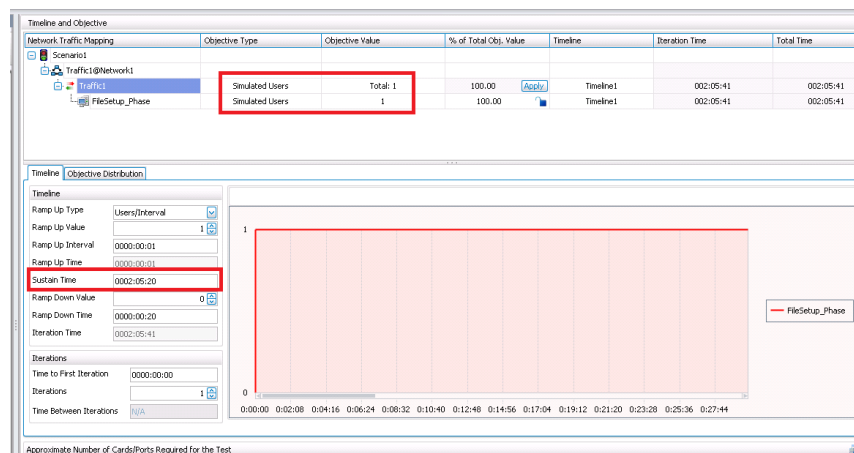 Timeline and Objective
Network Traffic Mapping Objective Type Objective Value % of Total Obj. Value Timeline Iteration Time Total Time
Scenario1
Traffic1@Network1
Traffic1 Simulated Users Total: 1 100.00 Apply Timeline1 002:05:41 002:05:41
FileSetup_Phase Simulated Users 1 100.00 Timeline1 002:05:41 002:05:41
Timeline Objective Distribution
Timeline
Ramp Up Type Users/Interval
Ramp Up Value 1
Ramp Up Interval 0000:00:01
Ramp Up Time 0000:00:01
Sustain Time 0002:05:20
Ramp Down Value 0
Ramp Down Time 0000:00:20
Iteration Time 0002:05:41
Iterations
Time to First Iteration 0000:00:00
Iterations 1
Time Between Iterations N/A
1
0
0:00:00 0:02:08 0:04:16 0:06:24 0:08:32 0:10:40 0:12:48 0:14:56 0:17:04 0:19:12 0:21:20 0:23:28 0:25:36 0:27:44
FileSetup_Phase
Approximate Number of Cards/Ports Required for the Test